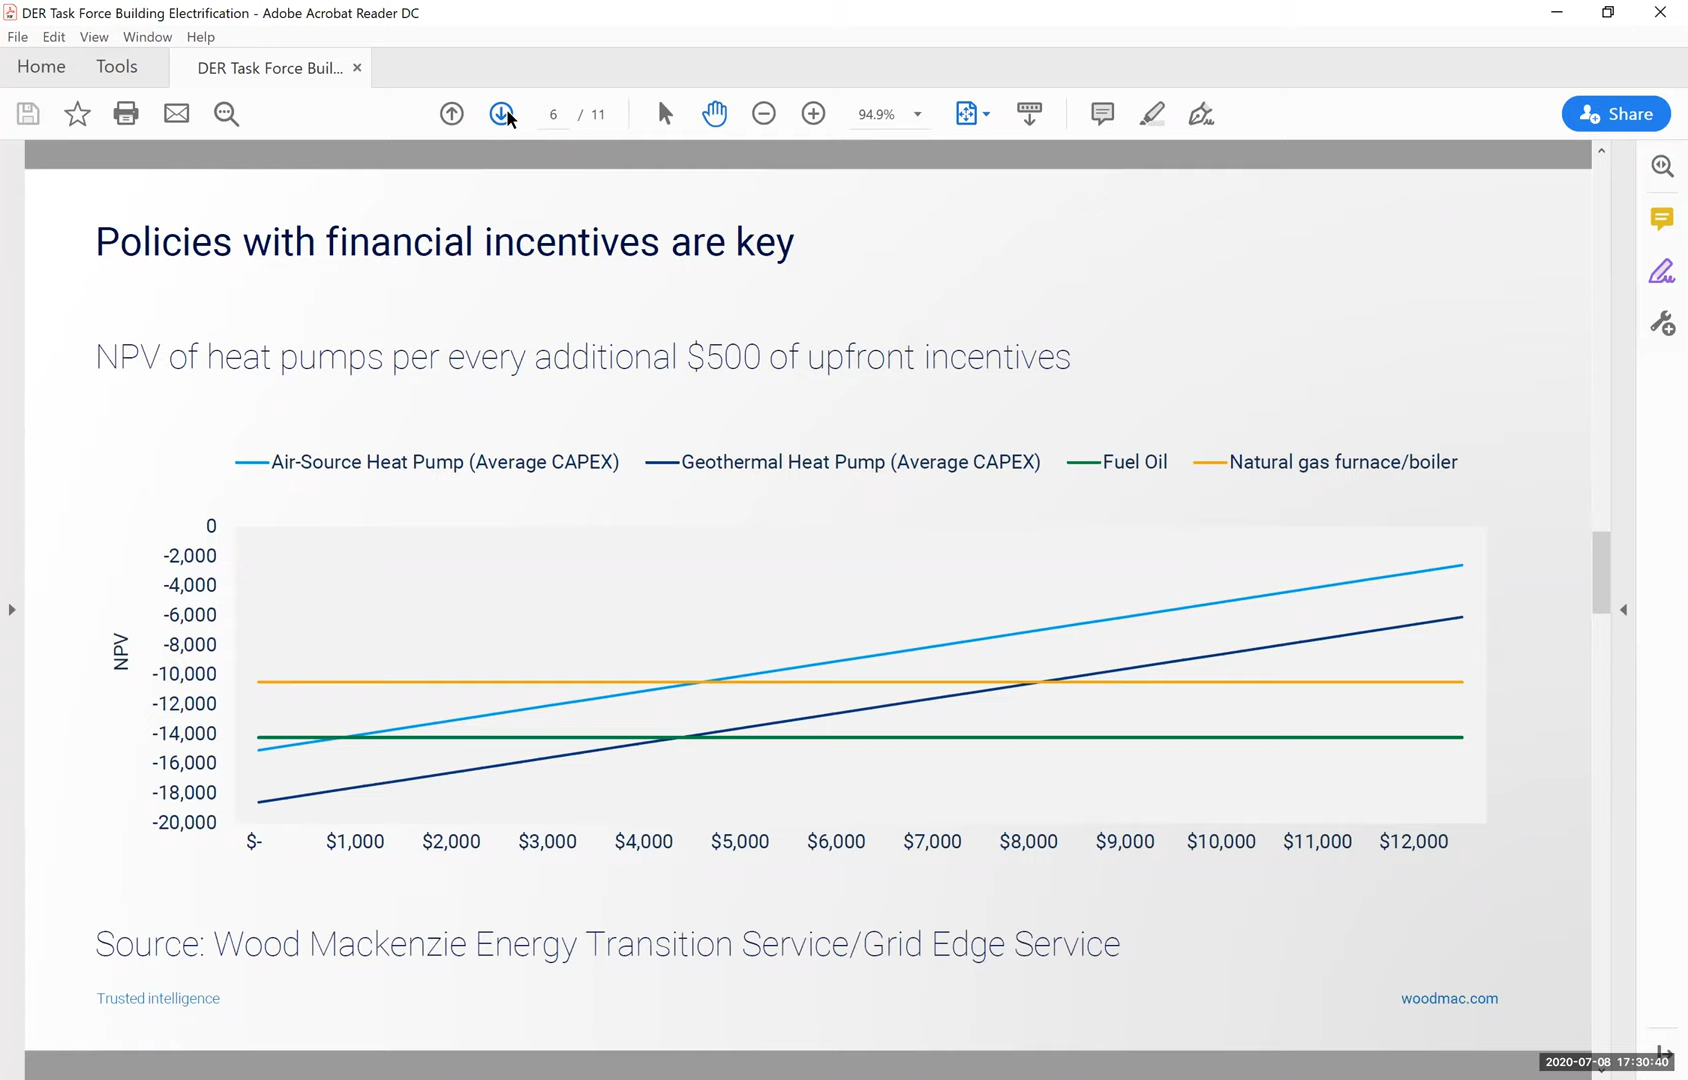 DER Task Force Building Electrification - Adobe Acrobat Reader DC
File Edit View Window Help
Home Tools DER Task Force Buil... ×
6 / 11 94.9% Share
Policies with financial incentives are key
NPV of heat pumps per every additional $500 of upfront incentives
Air-Source Heat Pump (Average CAPEX) Geothermal Heat Pump (Average CAPEX) Fuel Oil Natural gas furnace/boiler
0
-2,000
-4,000
-6,000
-8,000
-10,000
-12,000
-14,000
-16,000
-18,000
-20,000
NPV
$- $1,000 $2,000 $3,000 $4,000 $5,000 $6,000 $7,000 $8,000 $9,000 $10,000 $11,000 $12,000
Source: Wood Mackenzie Energy Transition Service/Grid Edge Service
Trusted intelligence woodmac.com
2020-07-08 17:30:40